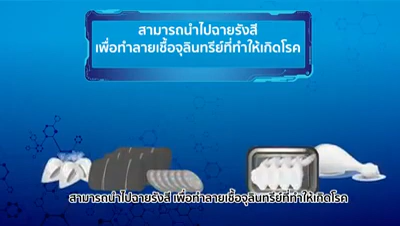 สามารถนำไปฉายรังสี
เพื่อทำลายเชื้อจุลินทรีย์ที่ทำให้เกิดโรค
สามารถนำไปฉายรังสี เพื่อทำลายเชื้อจุลินทรีย์ที่ทำให้เกิดโรค